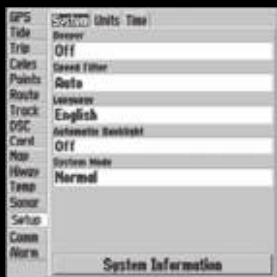 GPS
Tide
Trip
Celes
Points
Route
Track
DSC
Card
Map
Hiway
Temp
Sonar
Setup
Comm
Alarm
System Units Time
Beeper
Off
Speed Filter
Auto
Language
English
Automatic Backlight
Off
System Mode
Normal
System Information